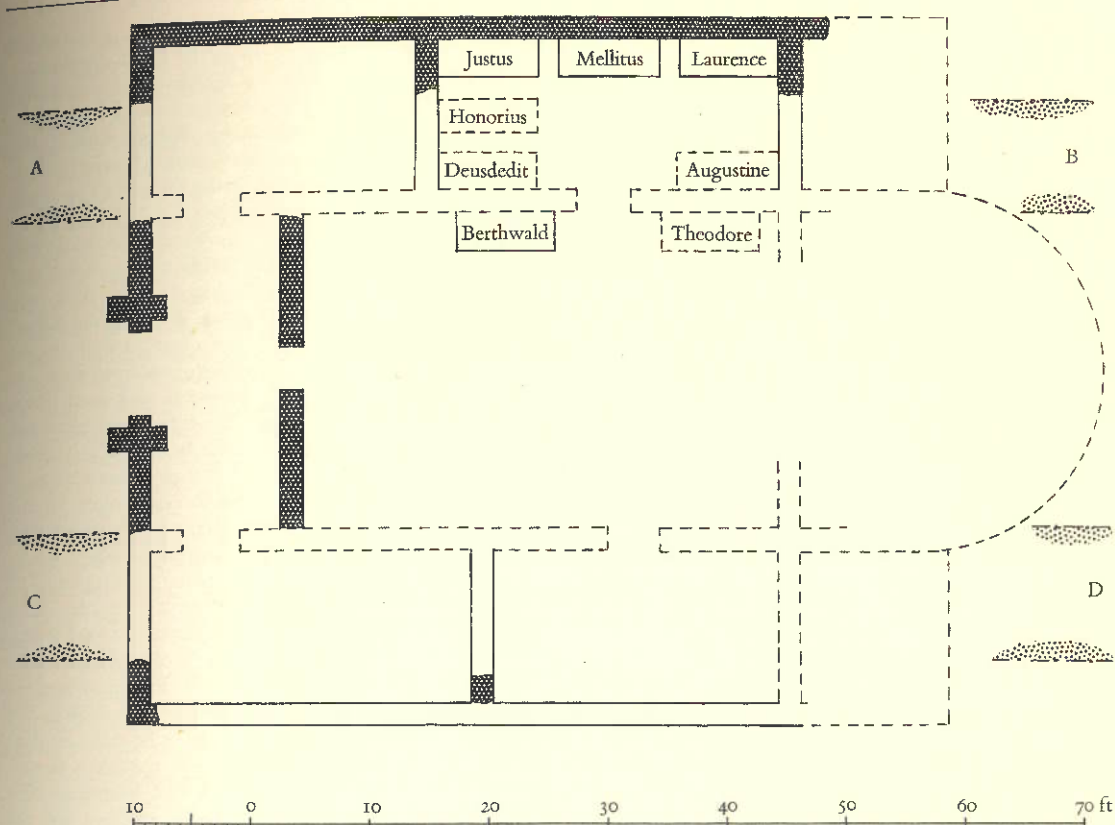 Justus Mellitus Laurence
Honorius
A B
Deusdedit Augustine
Berthwald Theodore
C D
10 0 10 20 30 40 50 60 70 ft